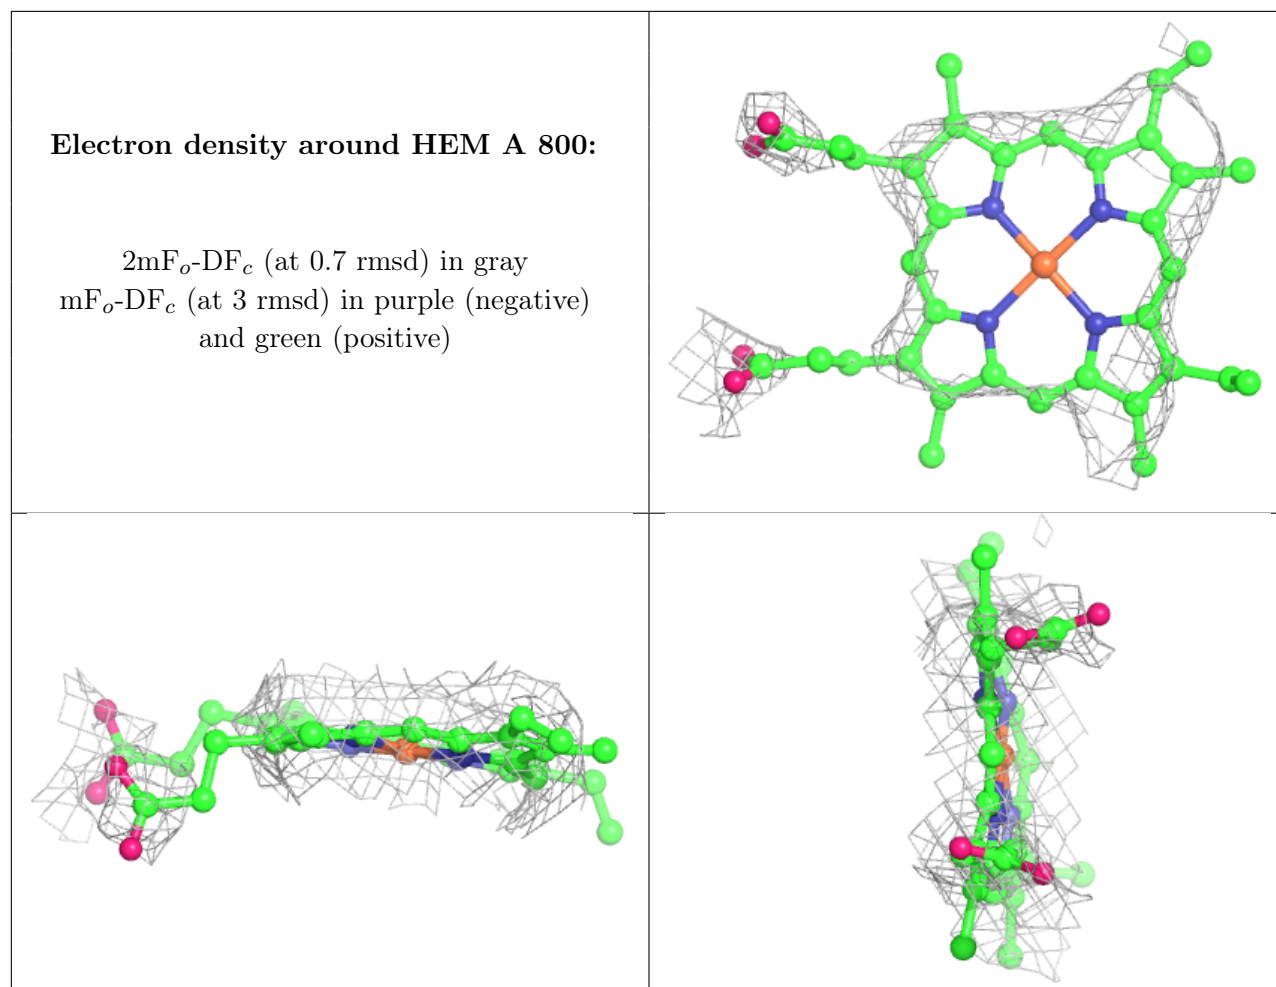 Electron density around HEM A 800:
2mFo-DFc (at 0.7 rmsd) in gray
mFo-DFc (at 3 rmsd) in purple (negative)
and green (positive)